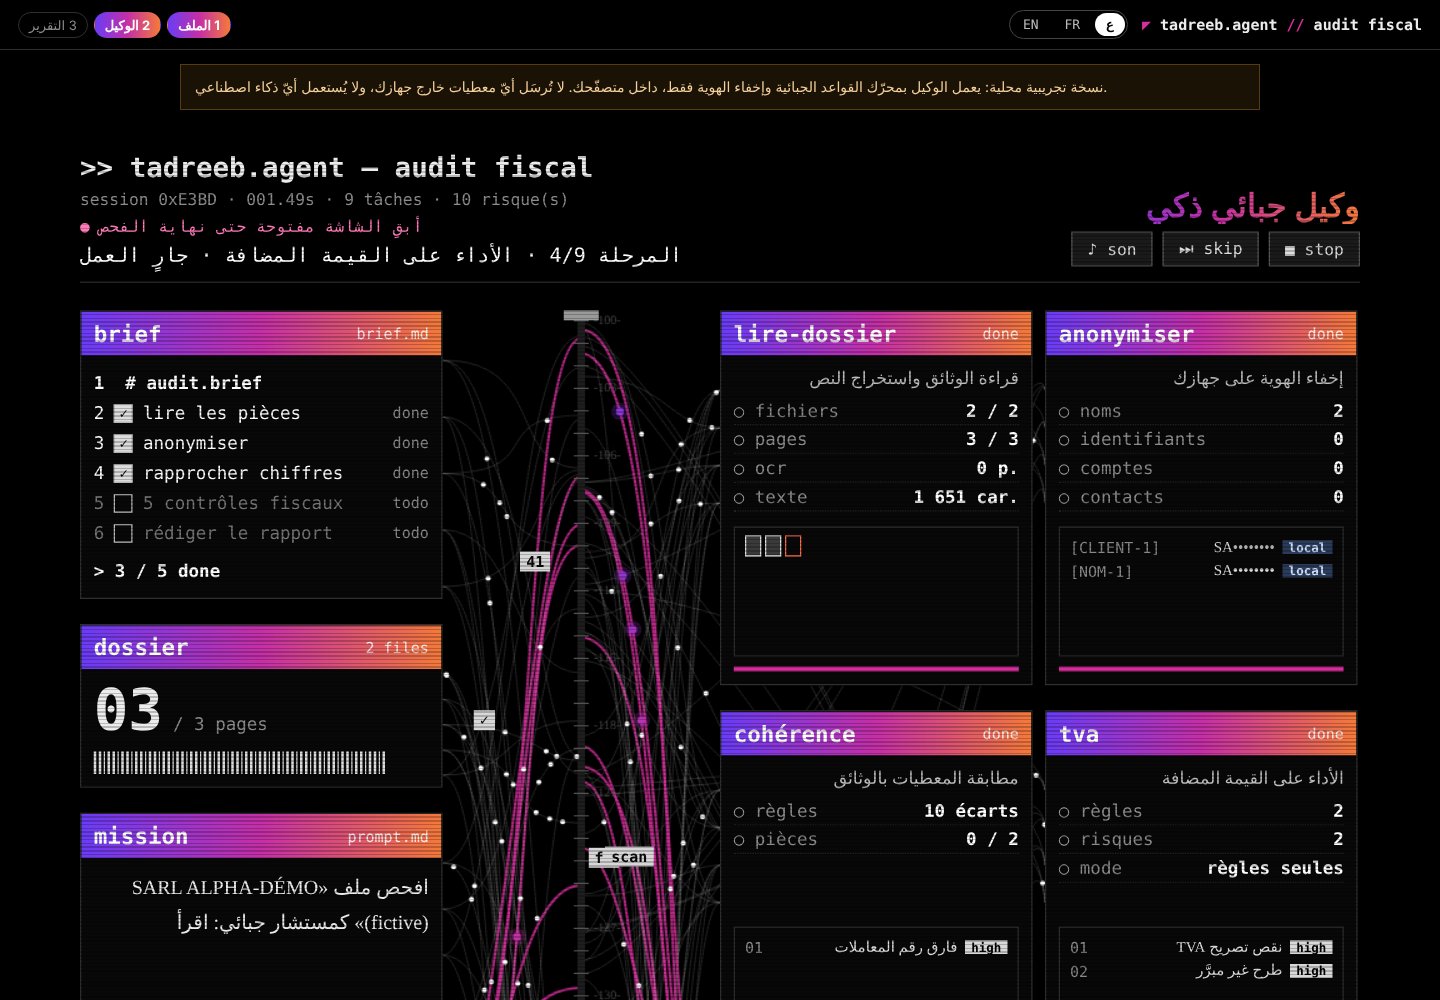 1 الملف
2 الوكيل
3 التقرير
EN FR ع
tadreeb.agent // audit fiscal
نسخة تجريبية محلية: يعمل الوكيل بمحرّك القواعد الجبائية وإخفاء الهوية فقط، داخل متصفّحك. لا تُرسَل أيّ معطيات خارج جهازك، ولا يُستعمل أيّ ذكاء اصطناعي.
>> tadreeb.agent — audit fiscal
session 0xE3BD · 001.49s · 9 tâches · 10 risque(s)
أبقِ الشاشة مفتوحة حتى نهاية الفحص
المرحلة 4/9 · الأداء على القيمة المضافة · جارٍ العمل
وكيل جبائي ذكي
♪ son
⏭ skip
■ stop
brief brief.md
1 # audit.brief
2 ✓ lire les pièces done
3 ✓ anonymiser done
4 ✓ rapprocher chiffres done
5 5 contrôles fiscaux todo
6 rédiger le rapport todo
> 3 / 5 done
dossier 2 files
03 / 3 pages
mission prompt.md
افحص ملف «SARL ALPHA-DÉMO
(fictive)» كمستشار جبائي: اقرأ
41
✓
f scan
-100-
-118-
-130-
lire-dossier done
قراءة الوثائق واستخراج النص
fichiers 2 / 2
pages 3 / 3
ocr 0 p.
texte 1 651 car.
anonymiser done
إخفاء الهوية على جهازك
noms 2
identifiants 0
comptes 0
contacts 0
[CLIENT-1] SA•••••••• local
[NOM-1] SA•••••••• local
cohérence done
مطابقة المعطيات بالوثائق
règles 10 écarts
pièces 0 / 2
01 فارق رقم المعاملات high
tva done
الأداء على القيمة المضافة
règles 2
risques 2
mode règles seules
01 نقص تصريح TVA high
02 طرح غير مبرَّر high